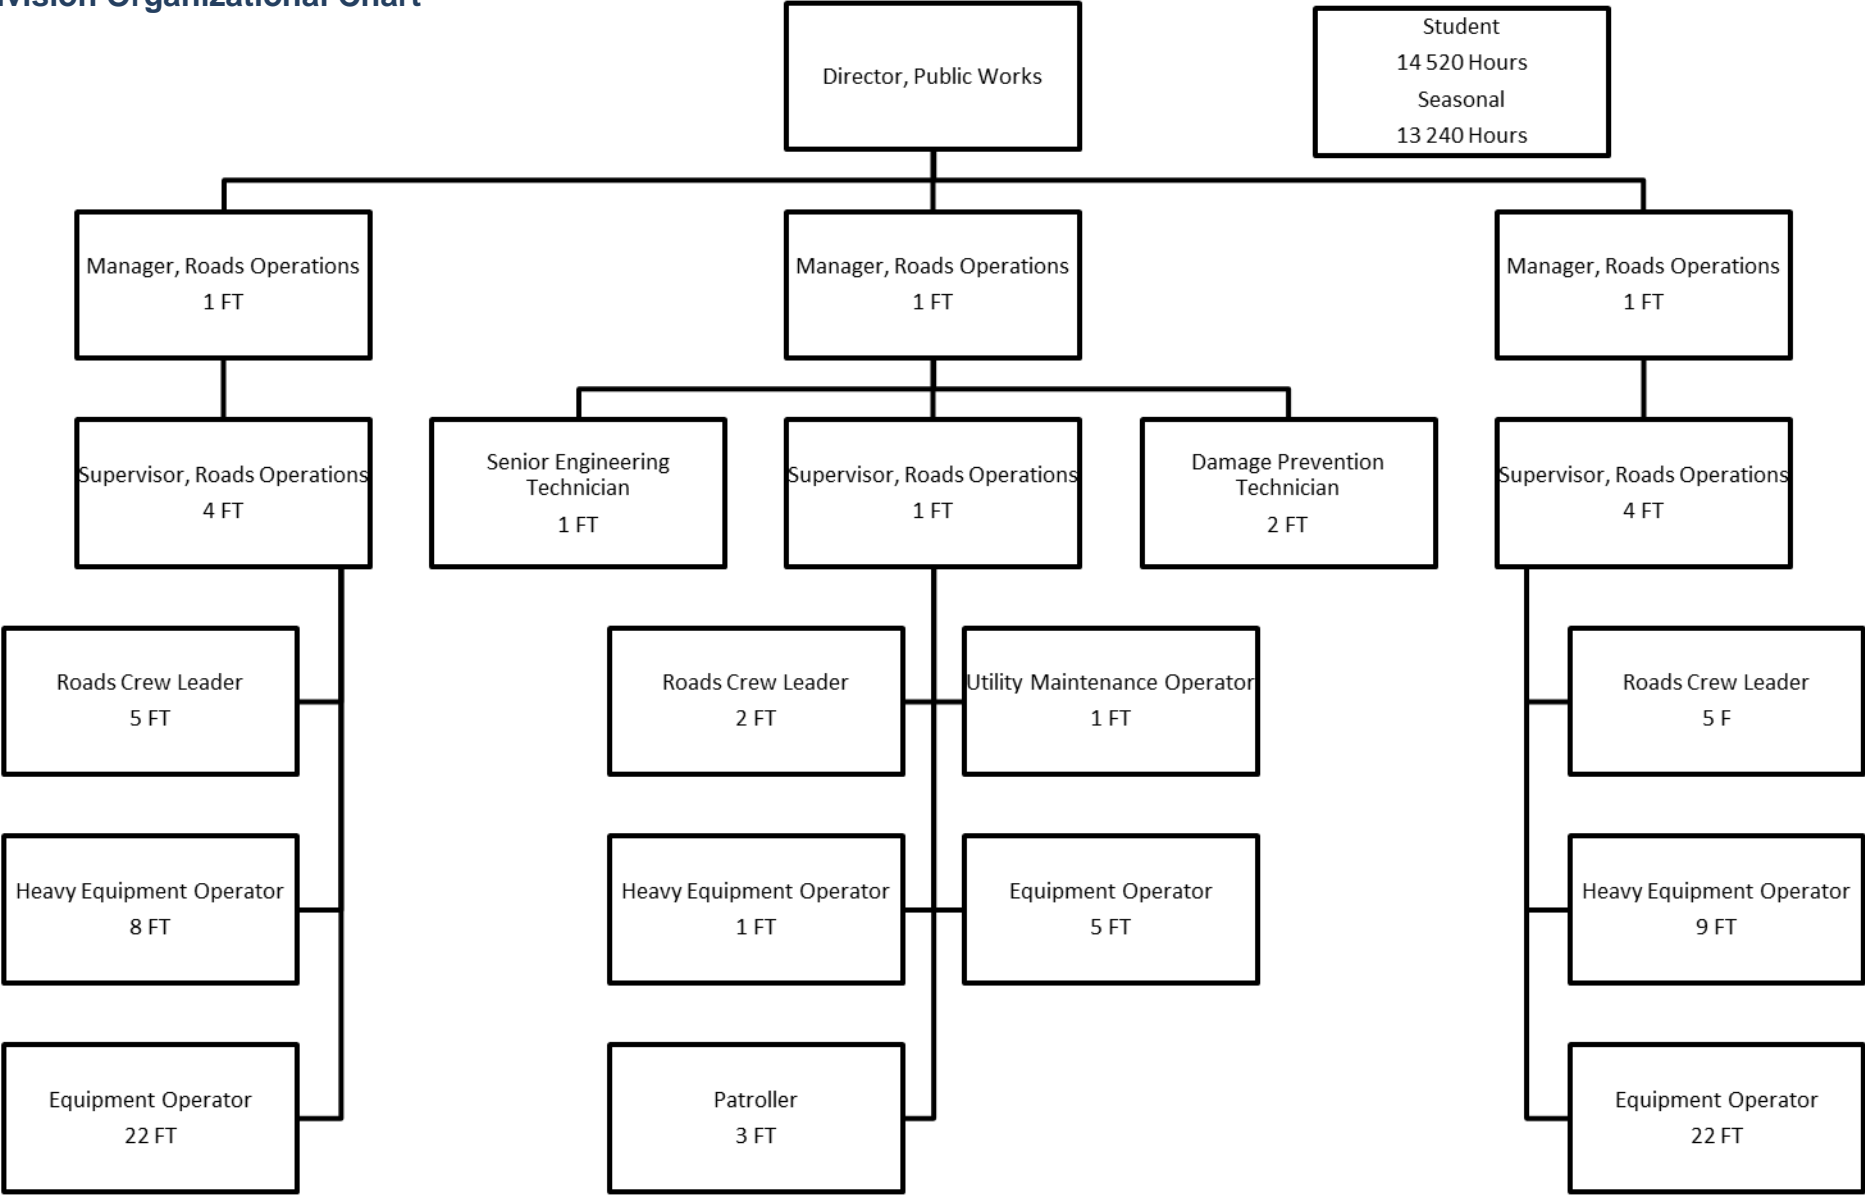 Organizational Chart
Director, Public Works
Student
14 520 Hours
Seasonal
13 240 Hours
Manager, Roads Operations
1 FT
Manager, Roads Operations
1 FT
Manager, Roads Operations
1 FT
Supervisor, Roads Operations
4 FT
Senior Engineering
Technician
1 FT
Supervisor, Roads Operations
1 FT
Damage Prevention
Technician
2 FT
Supervisor, Roads Operations
4 FT
Roads Crew Leader
5 FT
Roads Crew Leader
2 FT
Utility Maintenance Operator
1 FT
Roads Crew Leader
5 F
Heavy Equipment Operator
8 FT
Heavy Equipment Operator
1 FT
Equipment Operator
5 FT
Heavy Equipment Operator
9 FT
Equipment Operator
22 FT
Patroller
3 FT
Equipment Operator
22 FT